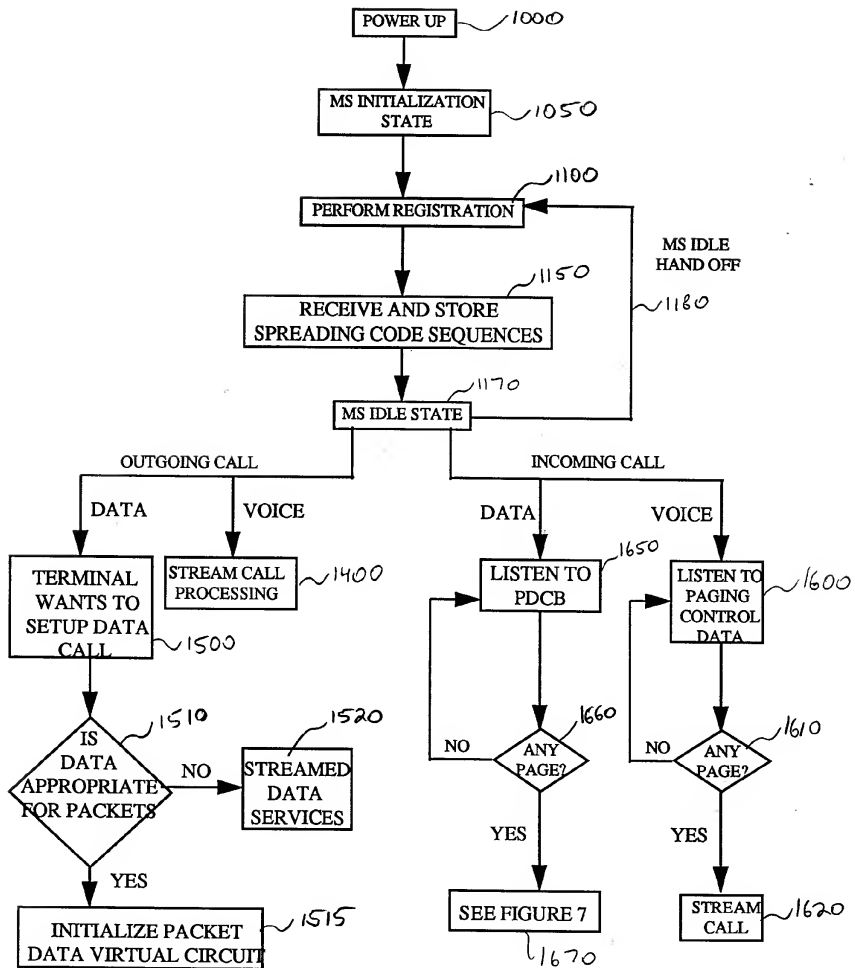 POWER UP
1000
MS INITIALIZATION
STATE
1050
1100
PERFORM REGISTRATION
MS IDLE
HAND OFF
1180
1150
RECEIVE AND STORE
SPREADING CODE SEQUENCES
1170
MS IDLE STATE
OUTGOING CALL
INCOMING CALL
DATA
VOICE
DATA
VOICE
TERMINAL
WANTS TO
SETUP DATA
CALL
1500
STREAM CALL
PROCESSING
1400
1650
LISTEN TO
PDCB
LISTEN TO
PAGING
CONTROL
DATA
1600
1510
IS
DATA
APPROPRIATE
FOR PACKETS
NO
1520
STREAMED
DATA
SERVICES
1660
NO
ANY
PAGE?
1610
NO
ANY
PAGE?
YES
YES
YES
INITIALIZE PACKET
DATA VIRTUAL CIRCUIT
1515
SEE FIGURE 7
1670
STREAM
CALL
1620